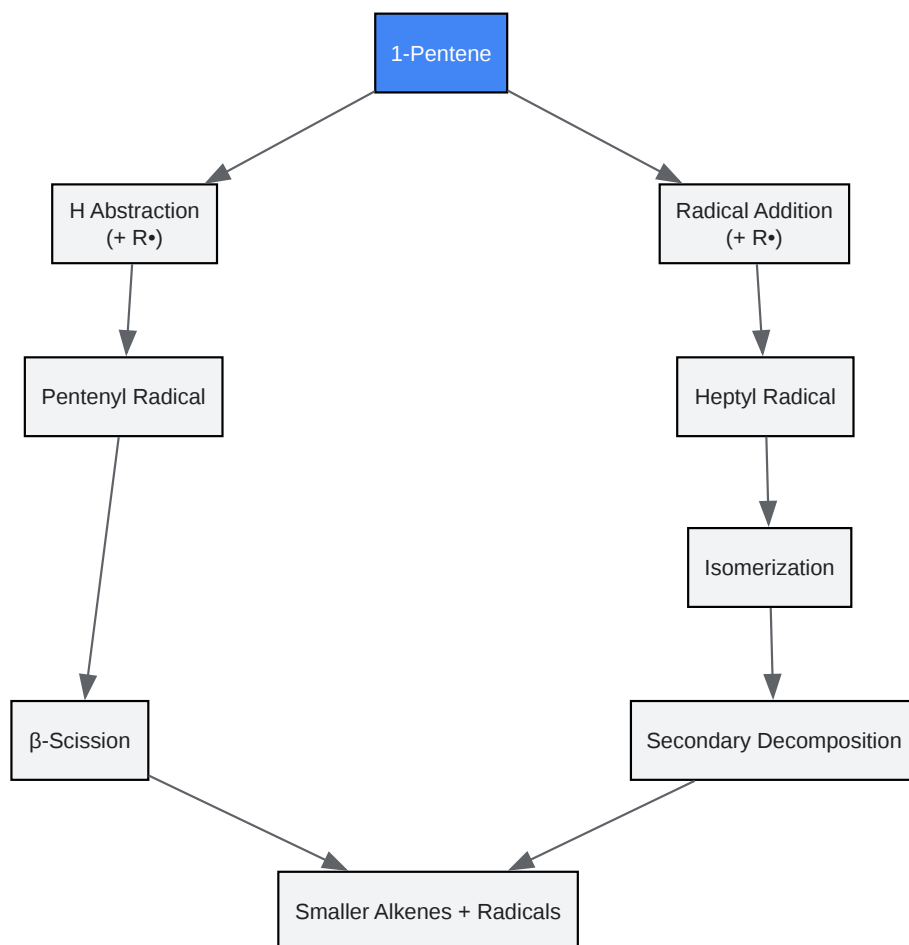 1-Pentene
H Abstraction
(+ R•)
Radical Addition
(+ R•)
Pentenyl Radical
Heptyl Radical
Isomerization
β-Scission
Secondary Decomposition
Smaller Alkenes + Radicals